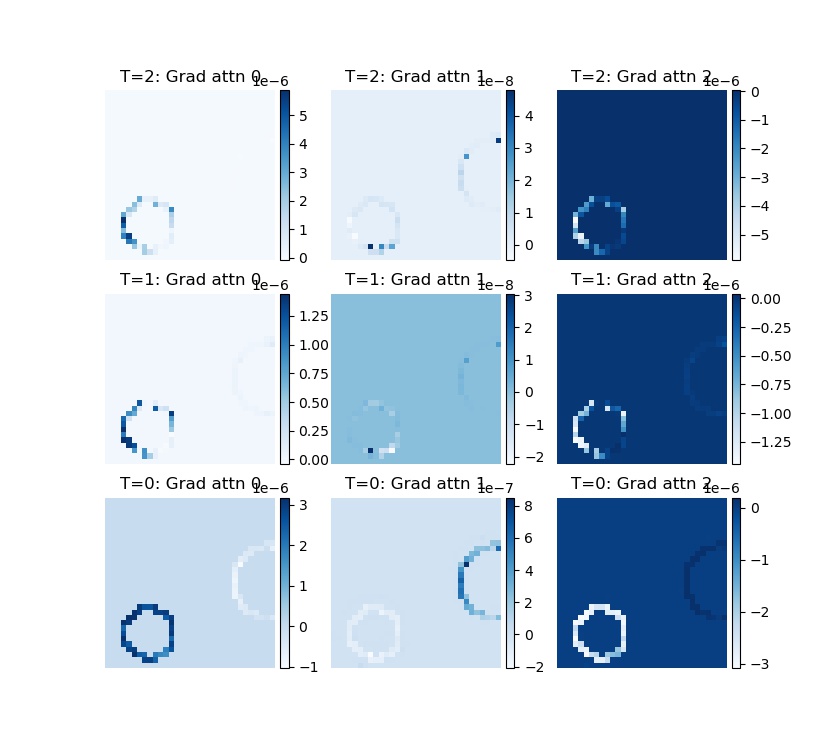 T=2: Grad attn 0
1e−6
5
4
3
2
1
0
T=2: Grad attn 1
1e−8
4
3
2
1
0
T=2: Grad attn 2
1e−6
0
−1
−2
−3
−4
−5
T=1: Grad attn 0
1e−6
1.25
1.00
0.75
0.50
0.25
0.00
T=1: Grad attn 1
1e−8
3
2
1
0
−1
−2
T=1: Grad attn 2
1e−6
0.00
−0.25
−0.50
−0.75
−1.00
−1.25
T=0: Grad attn 0
1e−6
3
2
1
0
−1
T=0: Grad attn 1
1e−7
8
6
4
2
0
−2
T=0: Grad attn 2
1e−6
0
−1
−2
−3